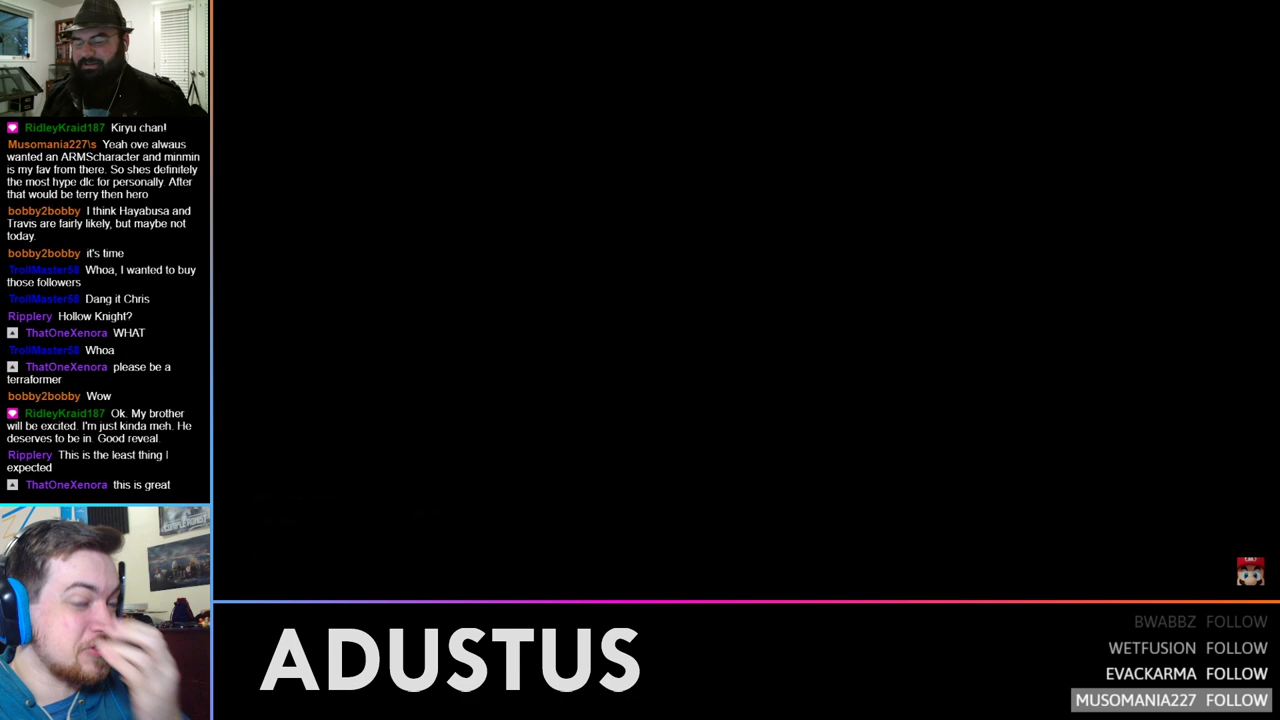 RidleyKraid187 Kiryu chan!
Musomania227\s Yeah ove alwaus
wanted an ARMScharacter and minmin
is my fav from there. So shes definitely
the most hype dlc for personally. After
that would be terry then hero
bobby2bobby I think Hayabusa and
Travis are fairly likely, but maybe not
today.
bobby2bobby it's time
TrollMaster58 Whoa, I wanted to buy
those followers
TrollMaster58 Dang it Chris
Ripplery Hollow Knight?
ThatOneXenora WHAT
TrollMaster58 Whoa
ThatOneXenora please be a
terraformer
bobby2bobby Wow
RidleyKraid187 Ok. My brother
will be excited. I'm just kinda meh. He
deserves to be in. Good reveal.
Ripplery This is the least thing I
expected
ThatOneXenora this is great
ADUSTUS
BWABBZ FOLLOW
WETFUSION FOLLOW
EVACKARMA FOLLOW
MUSOMANIA227 FOLLOW